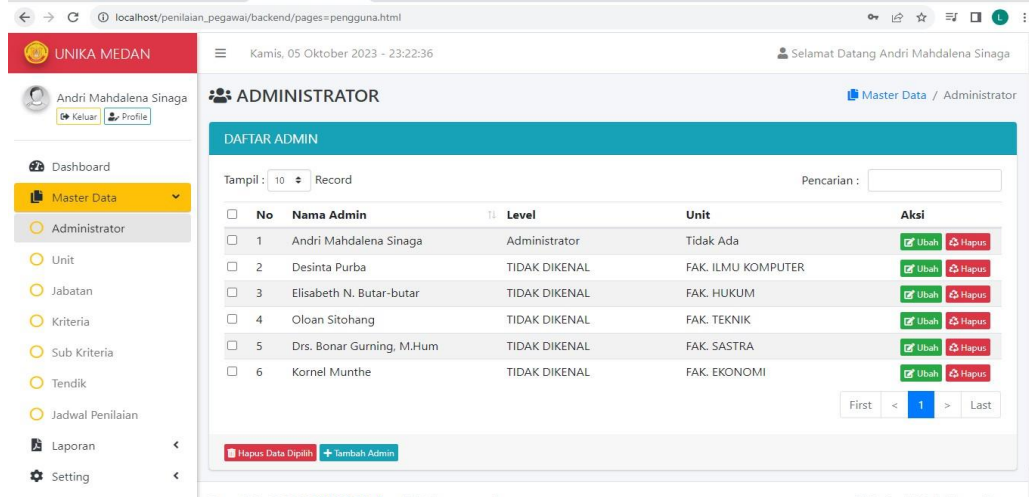 localhost/penilaian_pegawai/backend/pages=pengguna.html
L
UNIKA MEDAN
Kamis, 05 Oktober 2023 - 23:22:36
Selamat Datang Andri Mahdalena Sinaga
Andri Mahdalena Sinaga
Keluar Profile
ADMINISTRATOR
Master Data / Administrator
DAFTAR ADMIN
Dashboard
Master Data
Administrator
Unit
Jabatan
Kriteria
Sub Kriteria
Tendik
Jadwal Penilaian
Laporan
Setting
Tampil : 10 Record
Pencarian :
No Nama Admin Level Unit Aksi
1 Andri Mahdalena Sinaga Administrator Tidak Ada Ubah Hapus
2 Desinta Purba TIDAK DIKENAL FAK. ILMU KOMPUTER Ubah Hapus
3 Elisabeth N. Butar-butar TIDAK DIKENAL FAK. HUKUM Ubah Hapus
4 Oloan Sitohang TIDAK DIKENAL FAK. TEKNIK Ubah Hapus
5 Drs. Bonar Gurning, M.Hum TIDAK DIKENAL FAK. SASTRA Ubah Hapus
6 Kornel Munthe TIDAK DIKENAL FAK. EKONOMI Ubah Hapus
First < 1 > Last
Hapus Data Dipilih + Tambah Admin